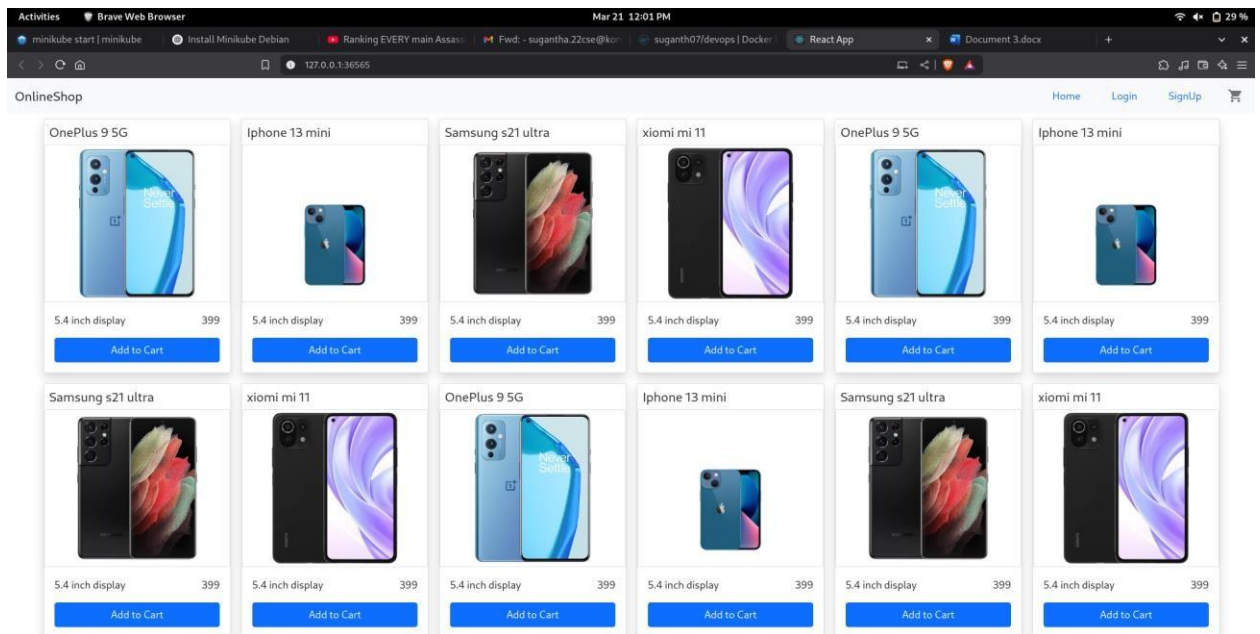 Activities Brave Web Browser Mar 21 12:01 PM 29 %
minikube start | minikube Install Minikube Debian Ranking EVERY main Assass Fwd: - sugantha.22cse@kon suganth07/devops | Docker React App Document 3.docx
127.0.0.1:36565
OnlineShop Home Login SignUp
OnePlus 9 5G Iphone 13 mini Samsung s21 ultra xiomi mi 11 OnePlus 9 5G Iphone 13 mini
Never Never
Settle Settle
5.4 inch display 399 5.4 inch display 399 5.4 inch display 399 5.4 inch display 399 5.4 inch display 399 5.4 inch display 399
Add to Cart Add to Cart Add to Cart Add to Cart Add to Cart Add to Cart
Samsung s21 ultra xiomi mi 11 OnePlus 9 5G Iphone 13 mini Samsung s21 ultra xiomi mi 11
Never
Settle
5.4 inch display 399 5.4 inch display 399 5.4 inch display 399 5.4 inch display 399 5.4 inch display 399 5.4 inch display 399
Add to Cart Add to Cart Add to Cart Add to Cart Add to Cart Add to Cart